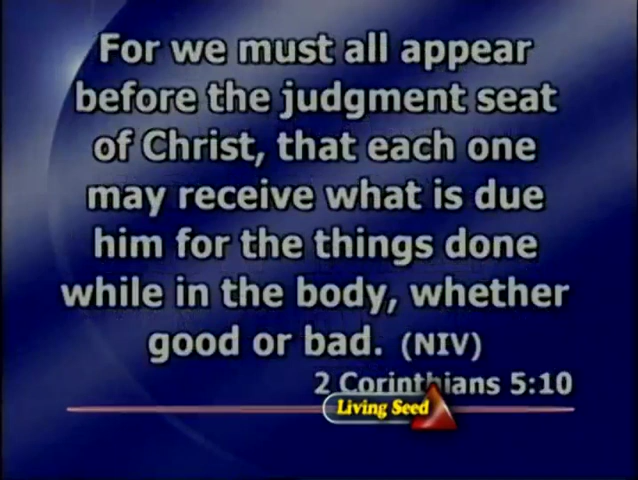 For we must all appear
before the judgment seat
of Christ, that each one
may receive what is due
him for the things done
while in the body, whether
good or bad. (NIV)
2 Corinthians 5:10
Living Seed